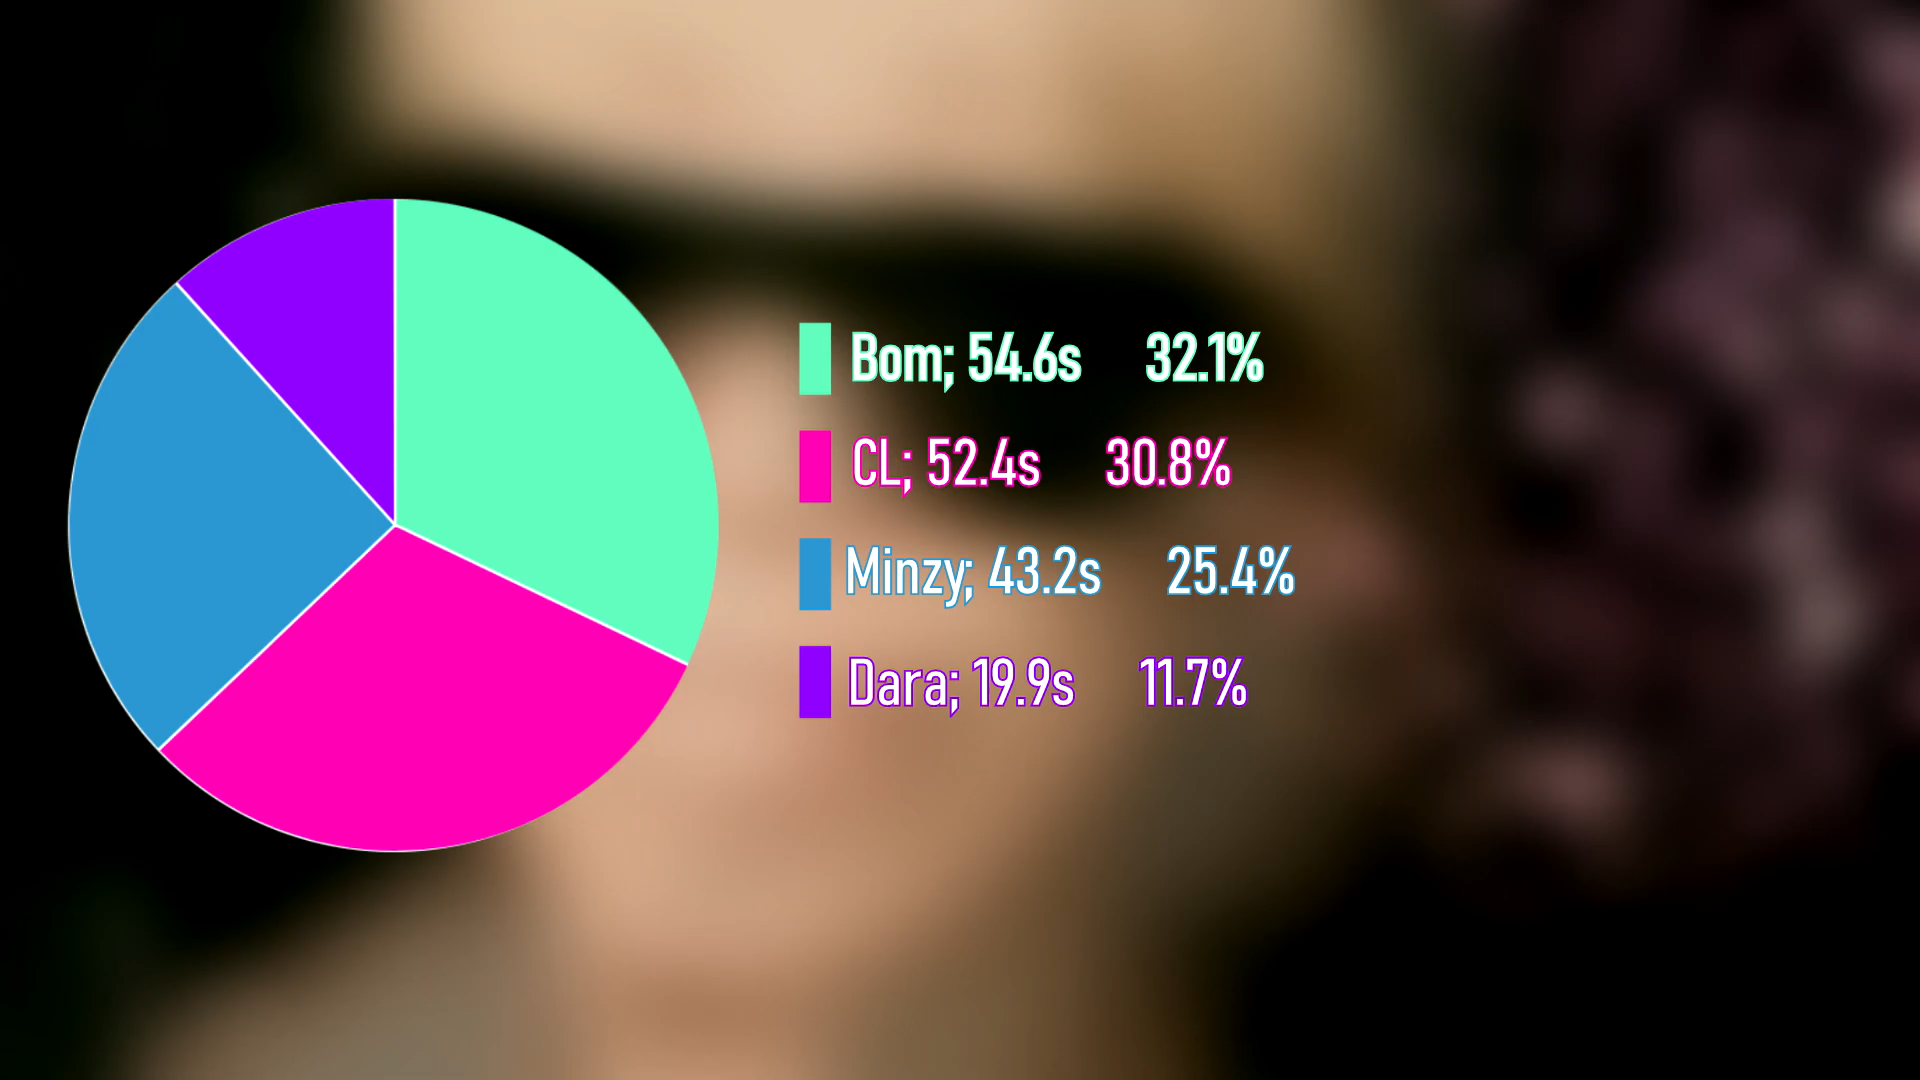 Bom; 54.6s 32.1%
CL; 52.4s 30.8%
Minzy; 43.2s 25.4%
Dara; 19.9s 11.7%